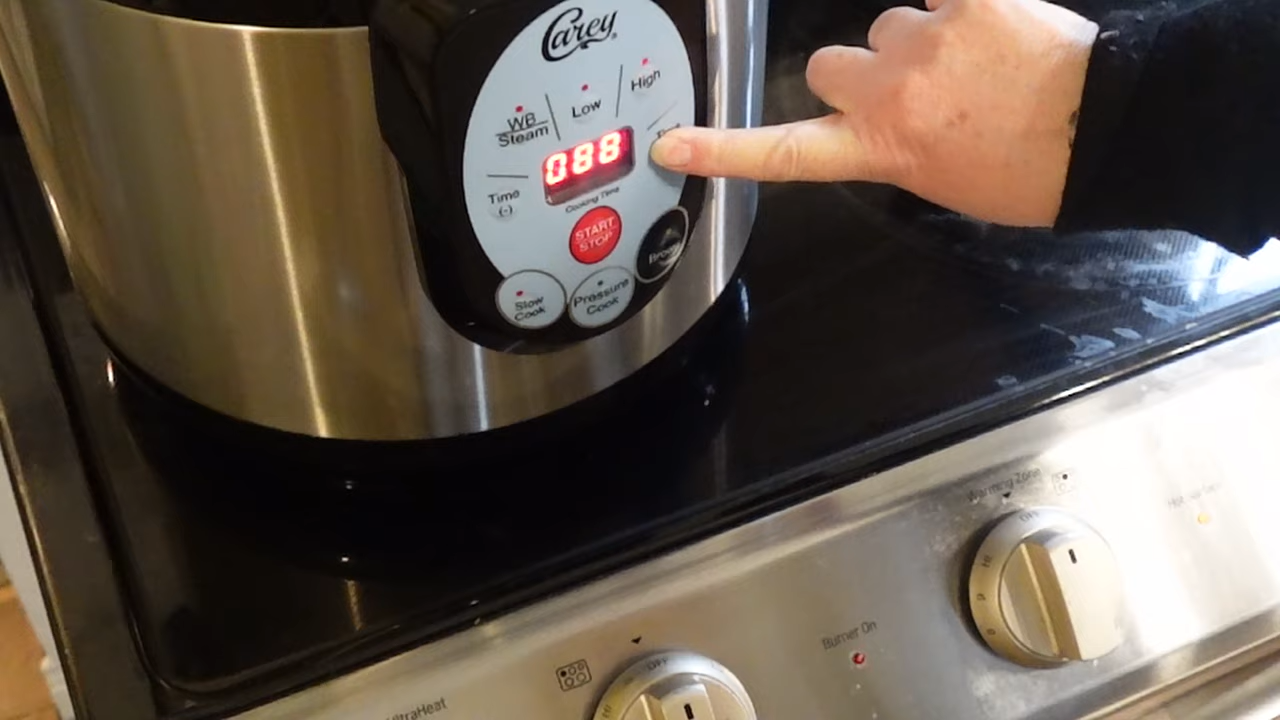 Carey
WB
Steam
Low
High
088
Time
(-)
Cooking Time
START
STOP
Slow
Cook
Pressure
Cook
Brown
Warming Zone
OFF
Burner On
OFF
UltraHeat